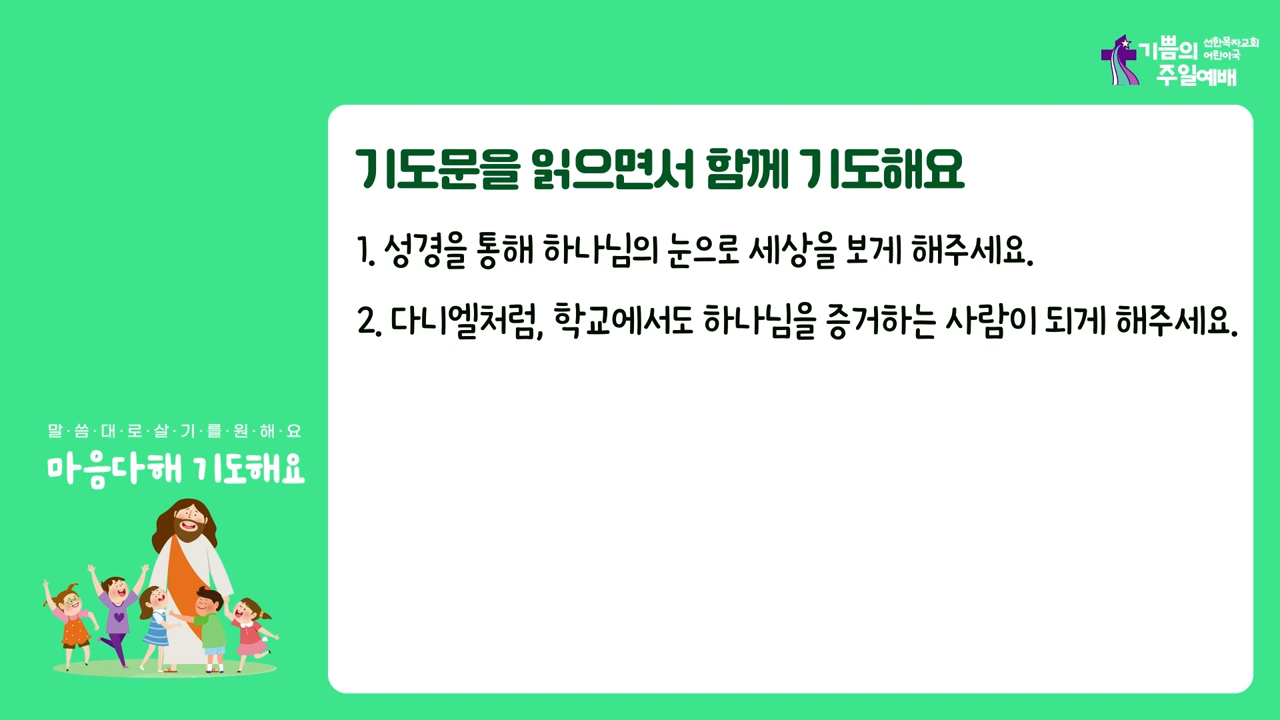 기쁨의 선한목자교회
어린이국
주일예배
기도문을 읽으면서 함께 기도해요
1. 성경을 통해 하나님의 눈으로 세상을 보게 해주세요.
2. 다니엘처럼, 학교에서도 하나님을 증거하는 사람이 되게 해주세요.
말·씀·대·로·살·기·를·원·해·요
마음다해 기도해요